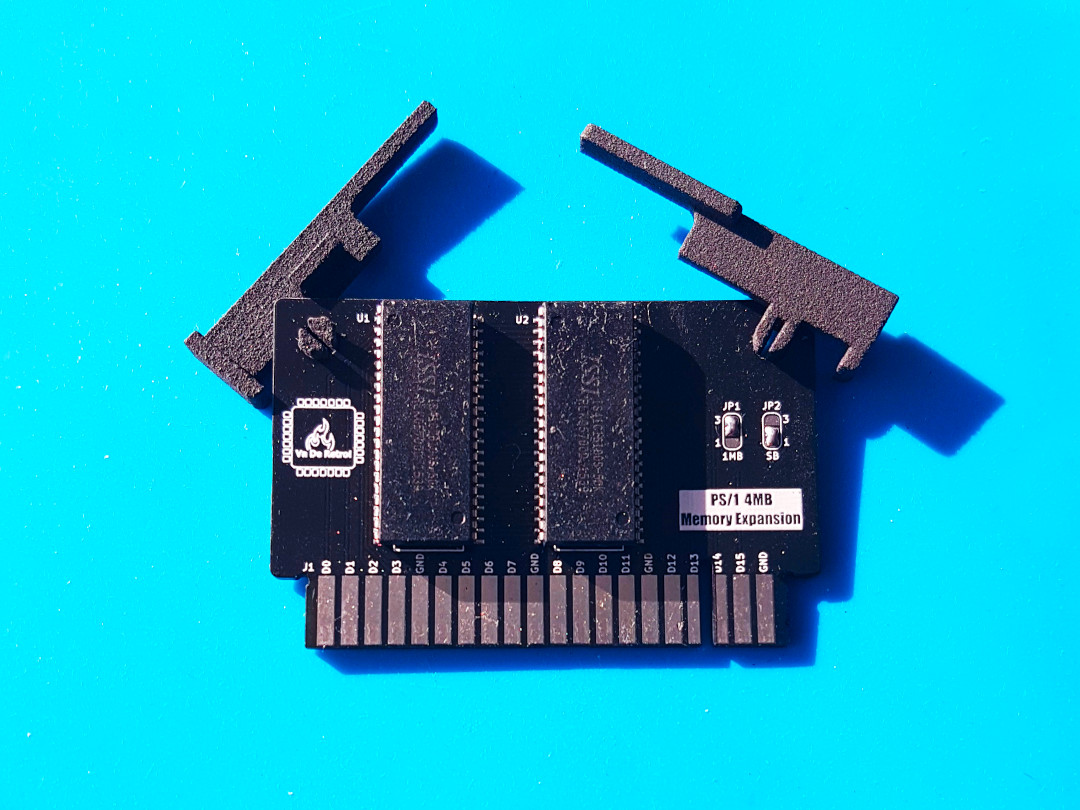 U1
U2
ISSI
ISSI
JP1
JP2
3
3
1
1
1MB
SB
Va De Retro!
PS/1 4MB
Memory Expansion
J1
D0
D1
D2
D3
GND
D4
D5
D6
D7
GND
D8
D9
D10
D11
GND
D12
D13
D14
D15
GND